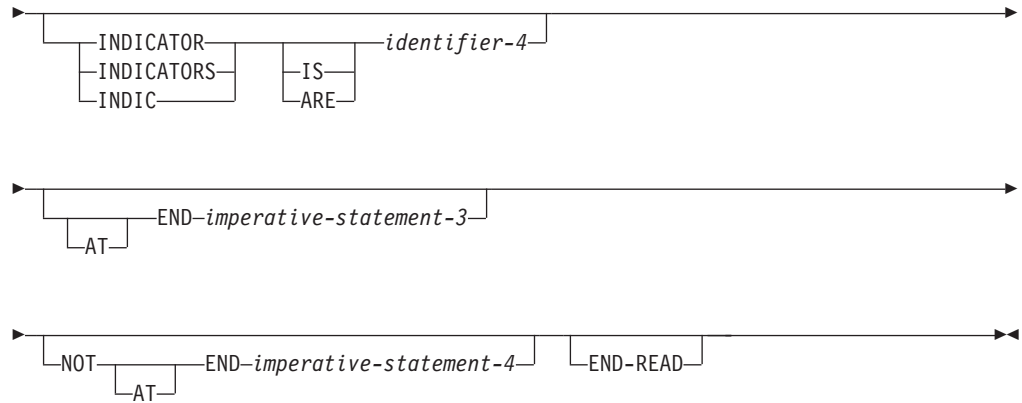 INDICATOR identifier-4
INDICATORS IS
INDIC ARE
END imperative-statement-3
AT
NOT END imperative-statement-4 END-READ
AT